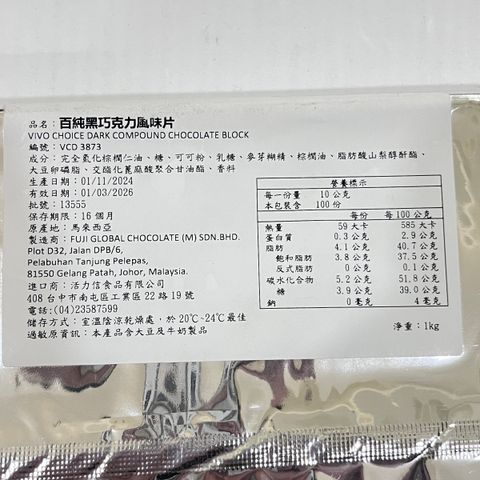 品名：百純黑巧克力風味片
VIVO CHOICE DARK COMPOUND CHOCOLATE BLOCK
編號：VCD 3873
成分：完全氫化棕櫚仁油、糖、可可粉、乳糖、麥芽糊精、棕櫚油、脂肪酸山梨醇酐酯、
大豆卵磷脂、交酯化蓖麻酸聚合甘油酯、香料
生產日期：01/11/2024
有效日期：01/03/2026
批號：13555
保存期限：16 個月
原產地：馬來西亞
製造商：FUJI GLOBAL CHOCOLATE (M) SDN.BHD.
Plot D32, Jalan DPB/6,
Pelabuhan Tanjung Pelepas,
81550 Gelang Patah, Johor, Malaysia.
進口商：活力信食品有限公司
408 台中市南屯區工業區 22 路 19 號
電話:(04)23587599
儲存方式：室溫陰涼乾燥處，於 20℃~24℃最佳
過敏原資訊：本產品含大豆及牛奶製品
營養標示
每一份量 10 公克
本包裝含 100 份
每份 每 100 公克
熱量 59 大卡 585 大卡
蛋白質 0.3 公克 2.9 公克
脂肪 4.1 公克 40.7 公克
飽和脂肪 3.8 公克 37.5 公克
反式脂肪 0 公克 0.1 公克
碳水化合物 5.2 公克 51.8 公克
糖 3.9 公克 39.0 公克
鈉 0 毫克 4 毫克
淨重：1kg